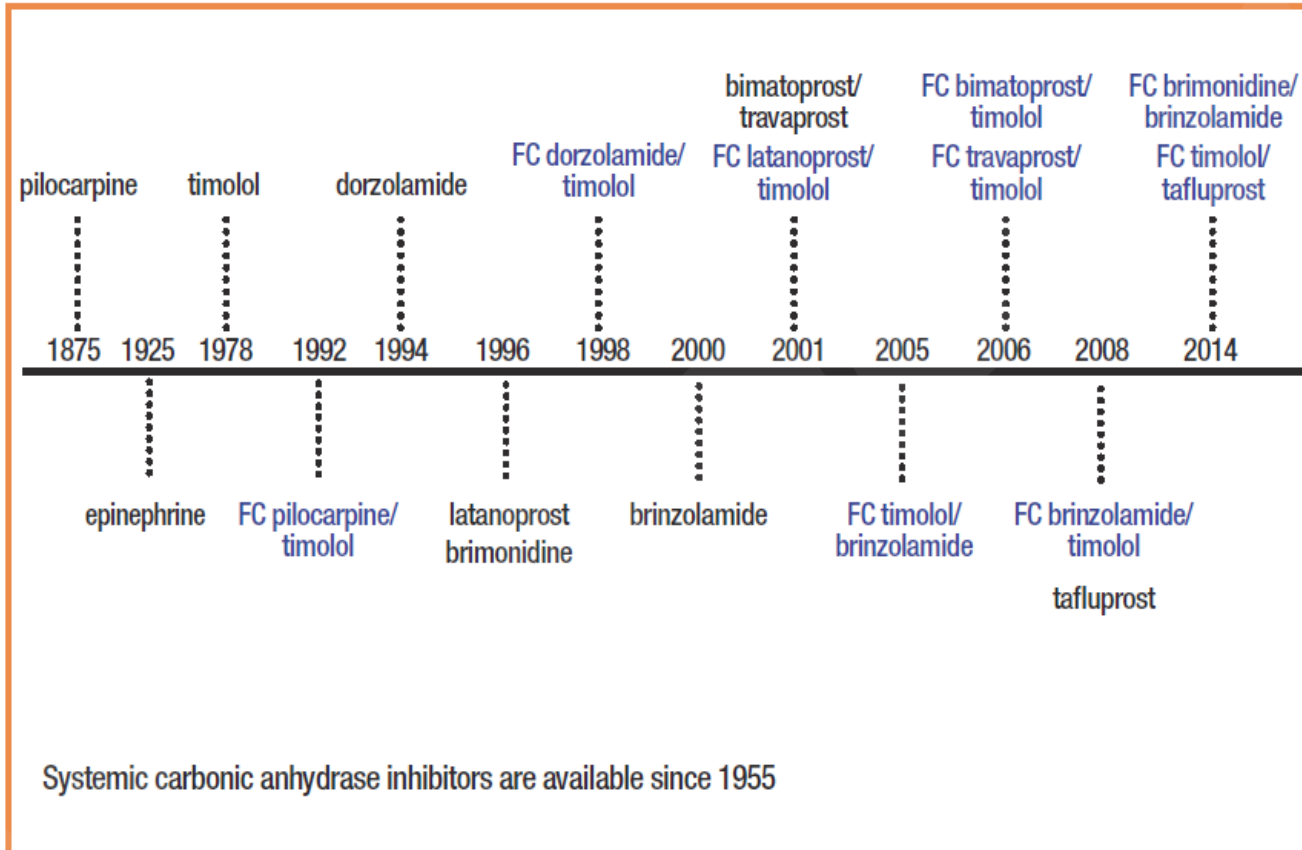 bimatoprost/
travaprost
FC bimatoprost/
timolol
FC brimonidine/
brinzolamide
pilocarpine
timolol
dorzolamide
FC dorzolamide/
timolol
FC latanoprost/
timolol
FC travaprost/
timolol
FC timolol/
tafluprost
1875 1925 1978 1992 1994 1996 1998 2000 2001 2005 2006 2008 2014
epinephrine
FC pilocarpine/
timolol
latanoprost
brimonidine
brinzolamide
FC timolol/
brinzolamide
FC brinzolamide/
timolol
tafluprost
Systemic carbonic anhydrase inhibitors are available since 1955